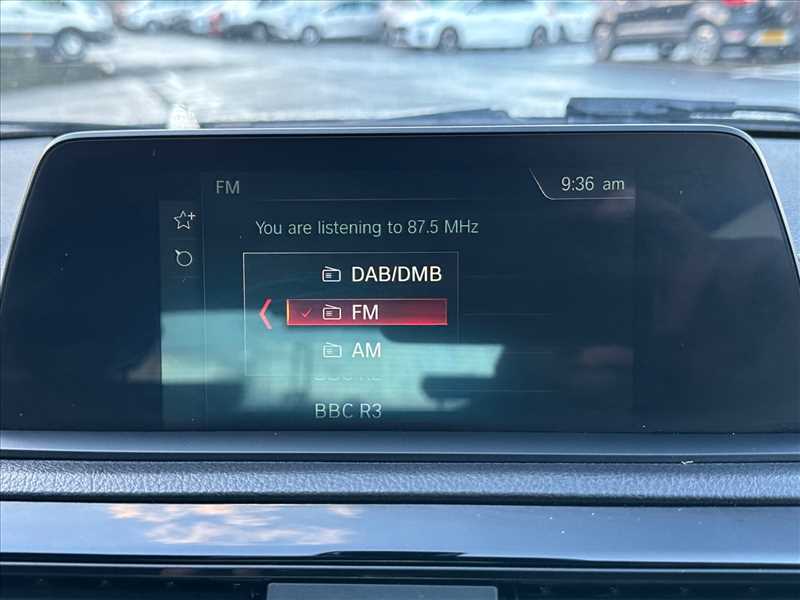 FM
9:36 am
You are listening to 87.5 MHz
DAB/DMB
FM
AM
BBC R3